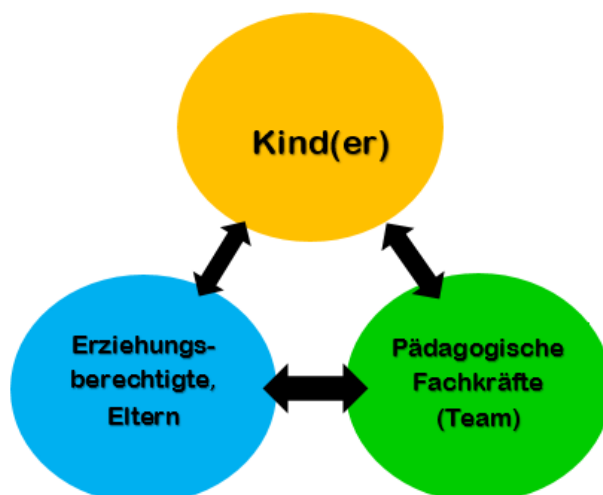 Kind(er)
Erziehungs-
berechtigte,
Eltern
Pädagogische
Fachkräfte
(Team)